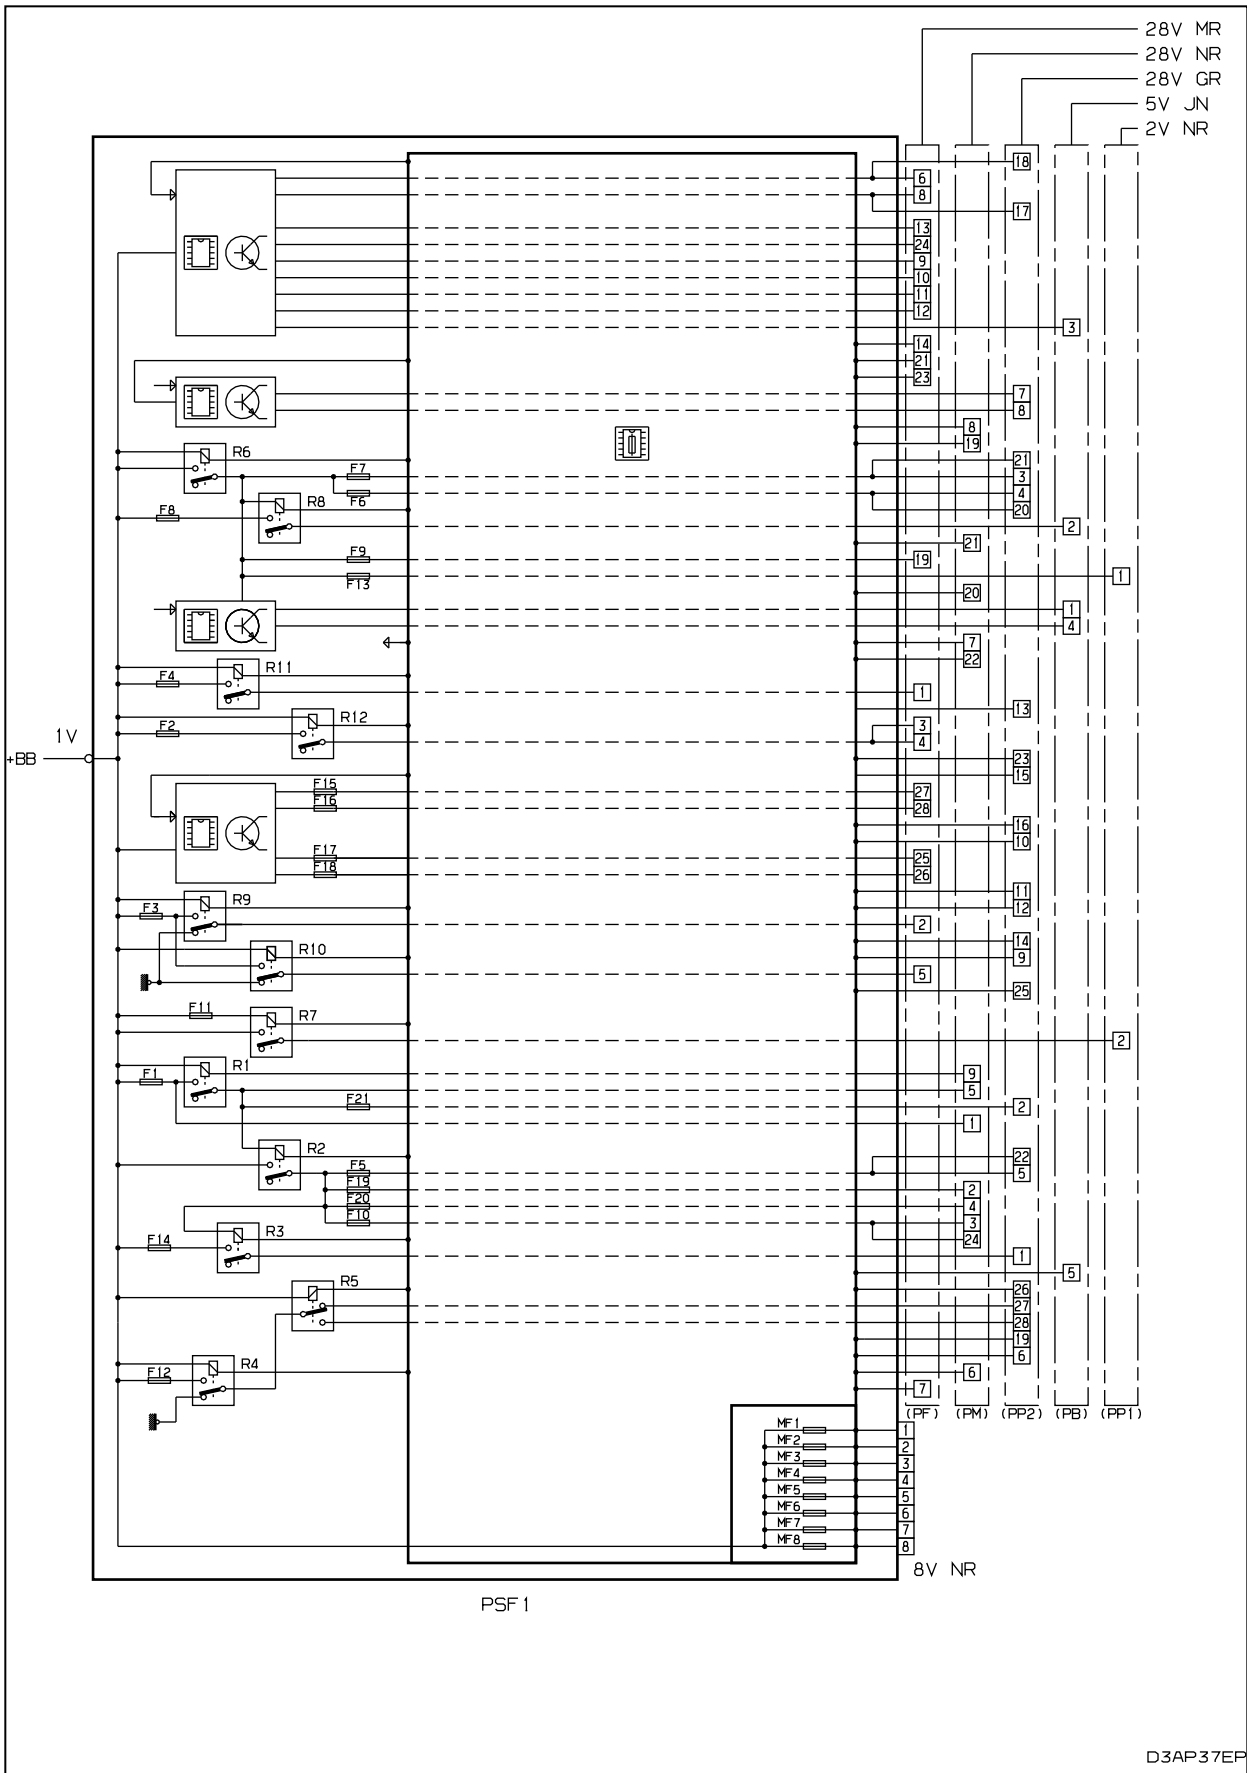 28V MR
28V NR
28V GR
5V JN
2V NR
18
6
8
17
13
24
9
10
11
12
3
14
21
23
7
8
8
19
R6
21
F7
3
4
R8
F6
20
F8
2
21
F9
19
F13
1
20
1
4
7
22
R11
F4
1
13
R12
3
F2
4
1V
+BB
23
15
F15
27
F16
28
16
10
F17
25
F18
26
11
R9
12
F3
2
14
R10
9
5
25
F11
R7
2
R1
9
F1
5
F21
2
1
R2
22
F5
5
F19
2
F20
4
F10
3
R3
24
F14
1
5
R5
26
27
28
19
6
R4
6
F12
7
(PF) (PM) (PP2) (PB) (PP1)
MF1 1
MF2 2
MF3 3
MF4 4
MF5 5
MF6 6
MF7 7
MF8 8
8V NR
PSF1
D3AP37EP